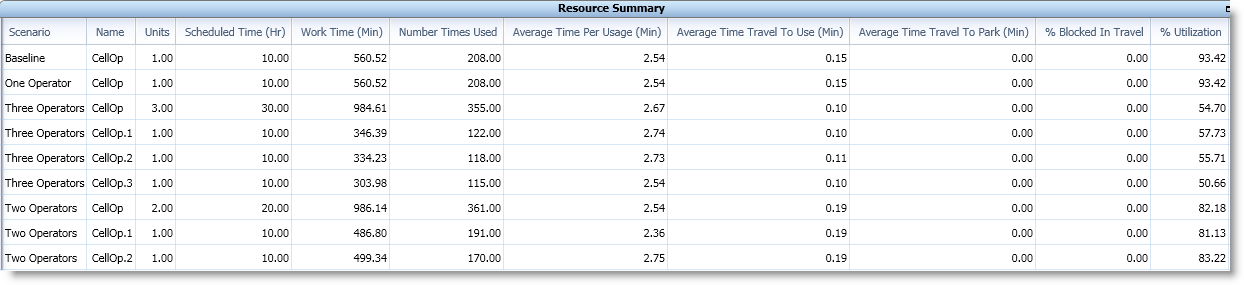 Resource Summary
Scenario Name Units Scheduled Time (Hr) Work Time (Min) Number Times Used Average Time Per Usage (Min) Average Time Travel To Use (Min) Average Time Travel To Park (Min) % Blocked In Travel % Utilization
Baseline CellOp 1.00 10.00 560.52 208.00 2.54 0.15 0.00 0.00 93.42
One Operator CellOp 1.00 10.00 560.52 208.00 2.54 0.15 0.00 0.00 93.42
Three Operators CellOp 3.00 30.00 984.61 355.00 2.67 0.10 0.00 0.00 54.70
Three Operators CellOp.1 1.00 10.00 346.39 122.00 2.74 0.10 0.00 0.00 57.73
Three Operators CellOp.2 1.00 10.00 334.23 118.00 2.73 0.11 0.00 0.00 55.71
Three Operators CellOp.3 1.00 10.00 303.98 115.00 2.54 0.10 0.00 0.00 50.66
Two Operators CellOp 2.00 20.00 986.14 361.00 2.54 0.19 0.00 0.00 82.18
Two Operators CellOp.1 1.00 10.00 486.80 191.00 2.36 0.19 0.00 0.00 81.13
Two Operators CellOp.2 1.00 10.00 499.34 170.00 2.75 0.19 0.00 0.00 83.22